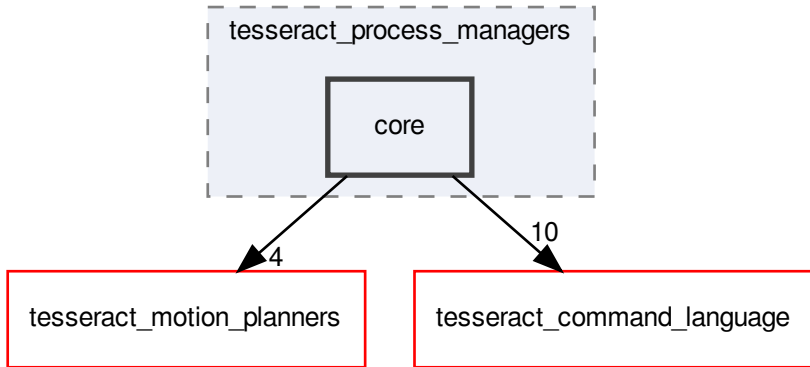 tesseract_process_managers
core
4
10
tesseract_motion_planners
tesseract_command_language